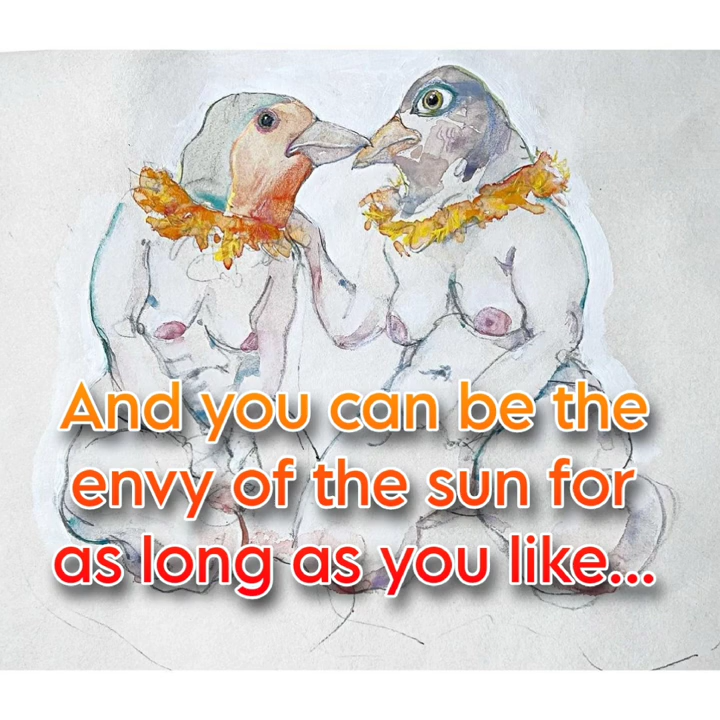 And you can be the
envy of the sun for
as long as you like...